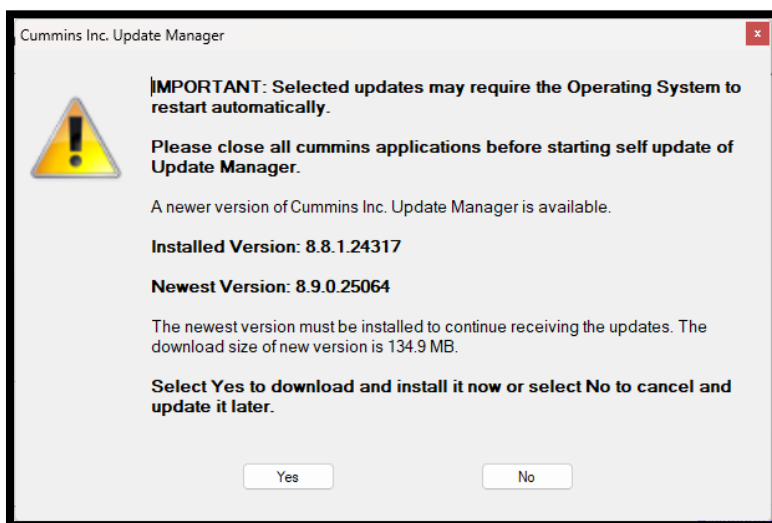 Cummins Inc. Update Manager
x
IMPORTANT: Selected updates may require the Operating System to
restart automatically.
Please close all cummins applications before starting self update of
Update Manager.
A newer version of Cummins Inc. Update Manager is available.
Installed Version: 8.8.1.24317
Newest Version: 8.9.0.25064
The newest version must be installed to continue receiving the updates. The
download size of new version is 134.9 MB.
Select Yes to download and install it now or select No to cancel and
update it later.
Yes
No